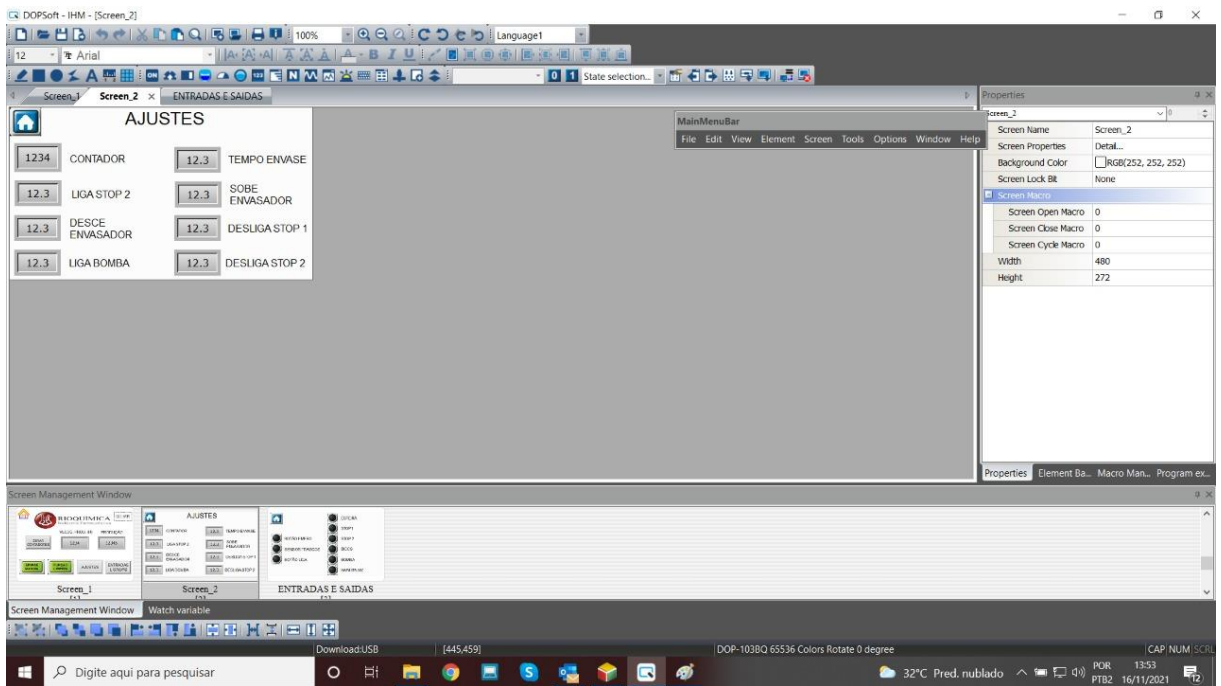 DOPSoft - IHM - [Screen_2]
100%
Language1
12 Arial
State selection...
Screen_1 Screen_2 ENTRADAS E SAIDAS
AJUSTES
1234 CONTADOR 12.3 TEMPO ENVASE
12.3 LIGA STOP 2 12.3 SOBE
ENVASADOR
12.3 DESCE
ENVASADOR
12.3 DESLIGA STOP 1
12.3 LIGA BOMBA 12.3 DESLIGA STOP 2
MainMenuBar
File Edit View Element Screen Tools Options Window Help
Properties
Screen_2 0
Screen Name Screen_2
Screen Properties Detail...
Background Color RGB(252, 252, 252)
Screen Lock Bit None
Screen Macro
Screen Open Macro 0
Screen Close Macro 0
Screen Cycle Macro 0
Width 480
Height 272
Properties Element Ba... Macro Man... Program ex...
Screen Management Window
RIOQUIMICA
AJUSTES
Screen_1 Screen_2 ENTRADAS E SAIDAS
Screen Management Window Watch variable
Download:USB [445,459] DOP-103BQ 65536 Colors Rotate 0 degree CAP NUM SCRL
Digite aqui para pesquisar
32°C Pred. nublado
POR
PTB2
13:53
16/11/2021
12